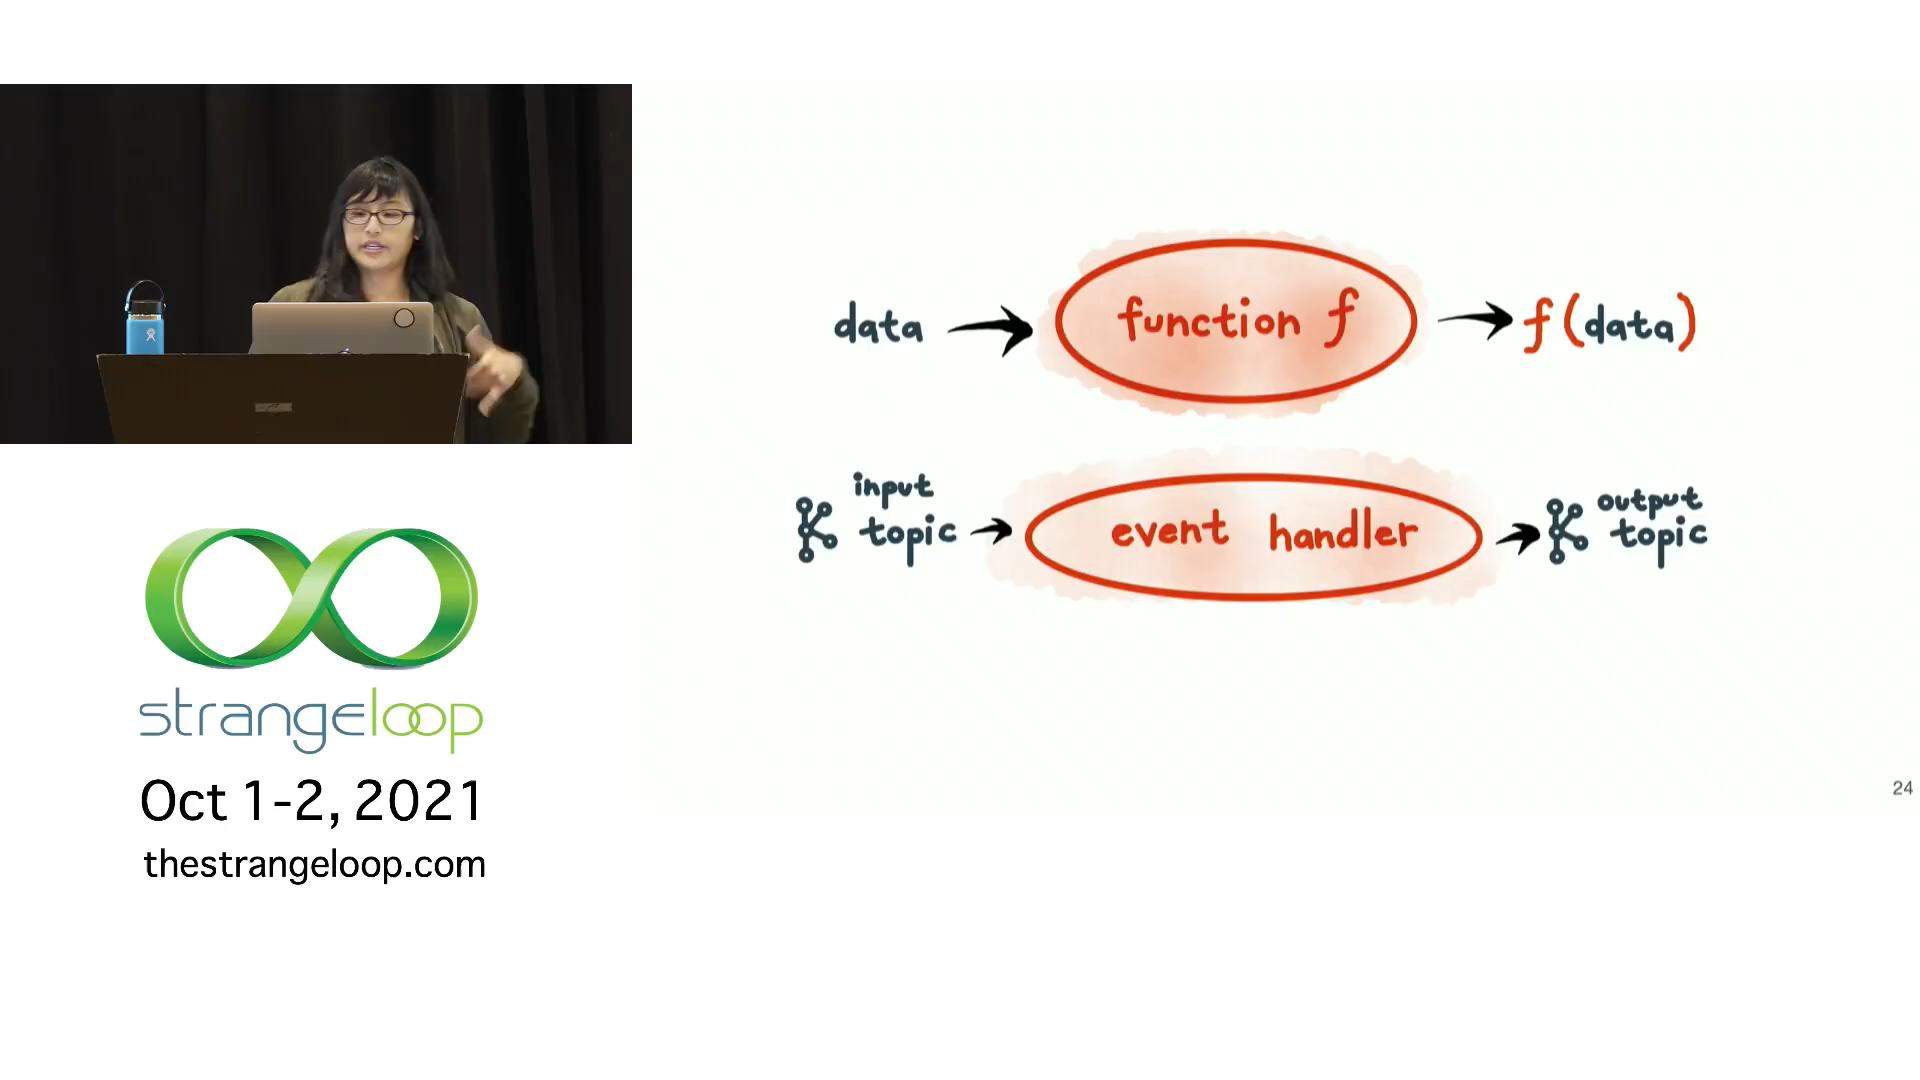 data function f f(data)
input
topic event handler output
topic
strangeloop
Oct 1-2, 2021
thestrangeloop.com
24